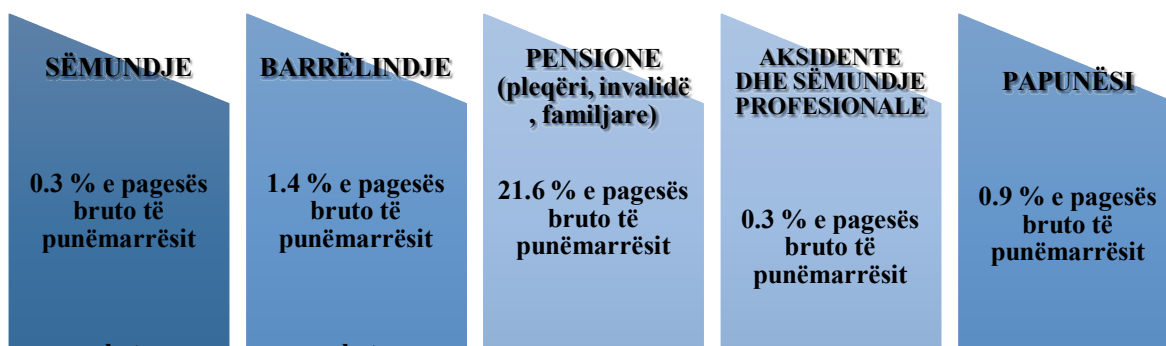 SËMUNDJE
0.3 % e pagesës
bruto të
punëmarrësit
BARRËLINDJE
1.4 % e pagesës
bruto të
punëmarrësit
PENSIONE
(pleqëri, invalidë
, familjare)
21.6 % e pagesës
bruto të
punëmarrësit
AKSIDENTE
DHE SËMUNDJE
PROFESIONALE
0.3 % e pagesës
bruto të
punëmarrësit
PAPUNËSI
0.9 % e pagesës
bruto të
punëmarrësit